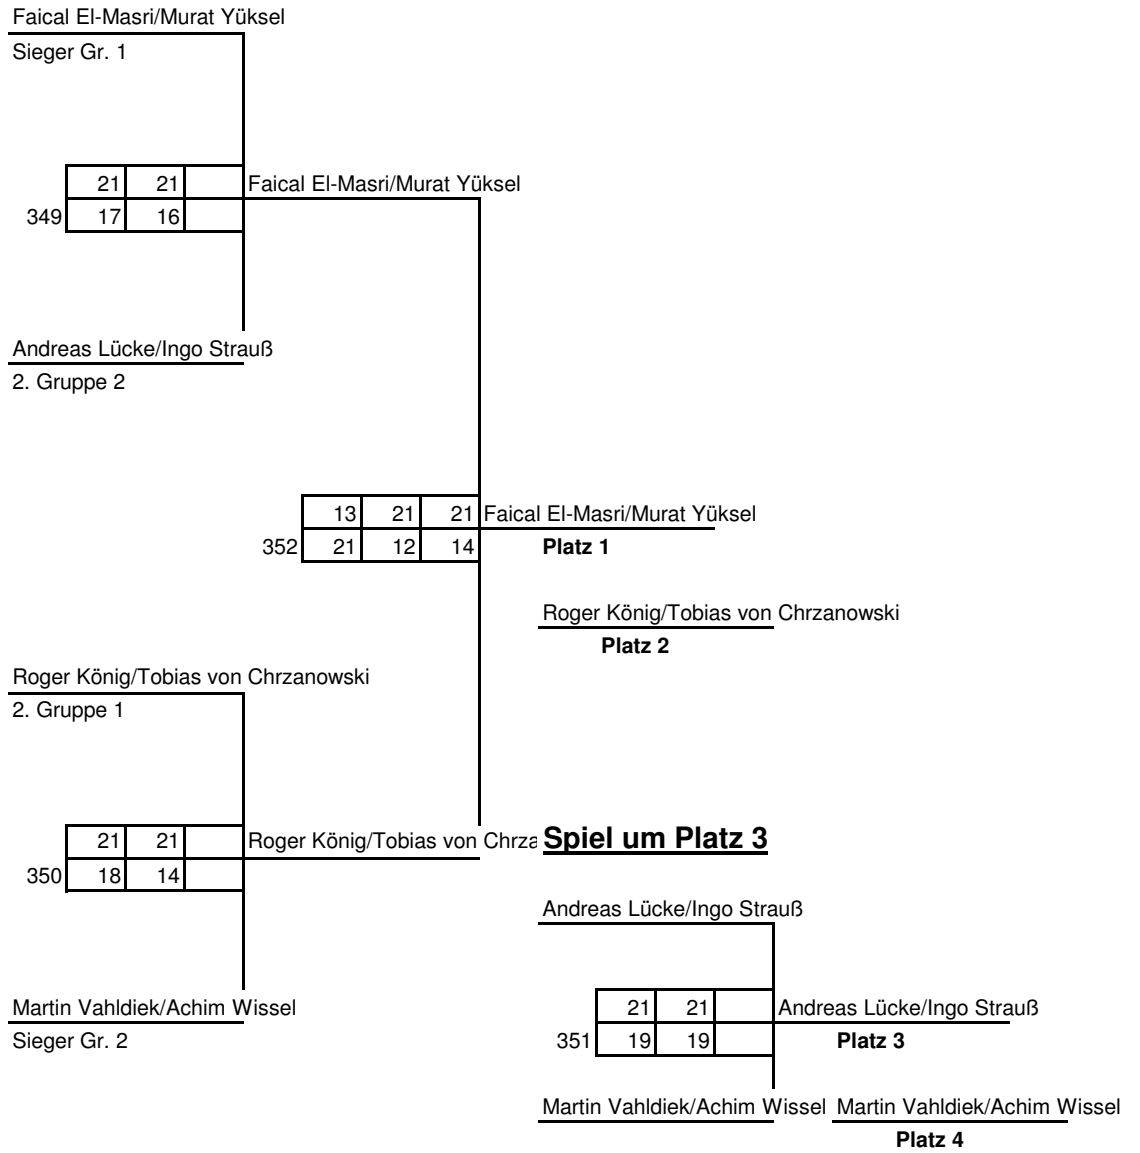 Faical El-Masri/Murat Yüksel
Sieger Gr. 1
21 21 Faical El-Masri/Murat Yüksel
349 17 16
Andreas Lücke/Ingo Strauß
2. Gruppe 2
13 21 21 Faical El-Masri/Murat Yüksel
352 21 12 14 Platz 1
Roger König/Tobias von Chrzanowski
Platz 2
Roger König/Tobias von Chrzanowski
2. Gruppe 1
21 21 Roger König/Tobias von Chrza Spiel um Platz 3
350 18 14
Andreas Lücke/Ingo Strauß
Martin Vahldiek/Achim Wissel 21 21 Andreas Lücke/Ingo Strauß
Sieger Gr. 2 351 19 19 Platz 3
Martin Vahldiek/Achim Wissel Martin Vahldiek/Achim Wissel
Platz 4